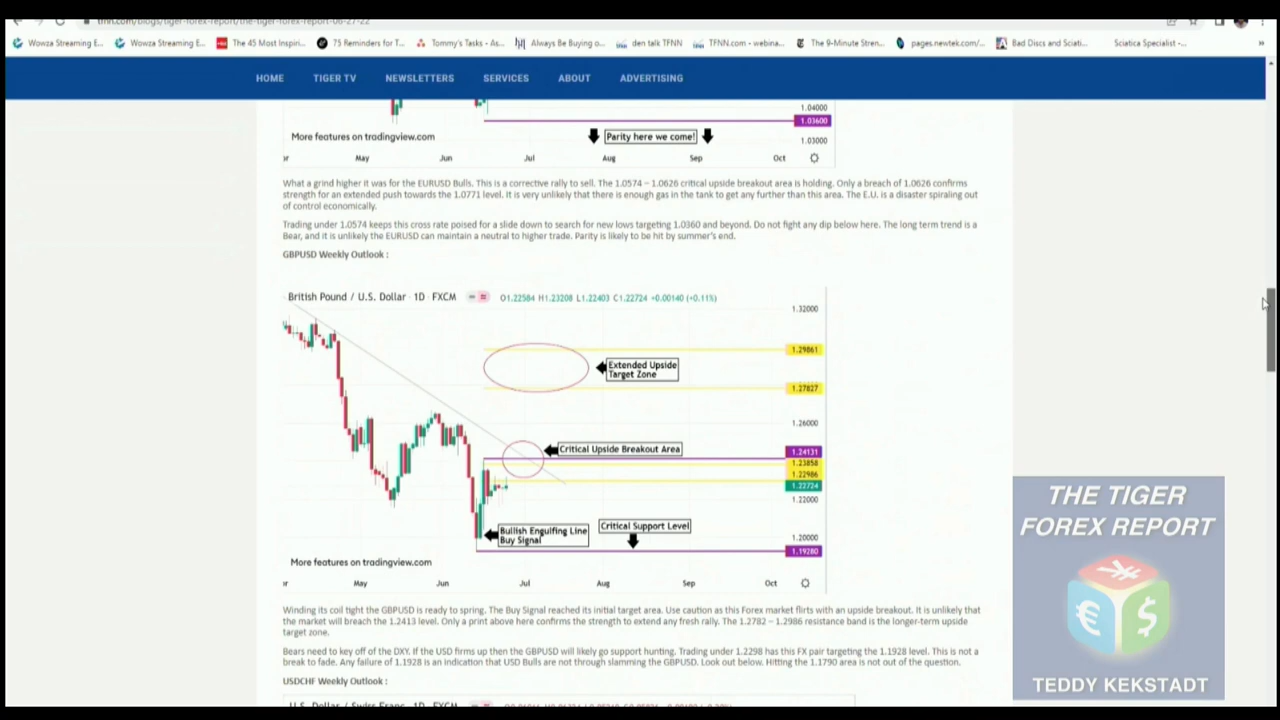 tfnn.com/blogs/tiger-forex-report/the-tiger-forex-report-06-27-22
Wowza Streaming E... Wowza Streaming E... The 45 Most Inspiri... 75 Reminders for T... Tommy's Tasks - As... Always Be Buying o... den talk TFNN TFNN.com - webina... The 9-Minute Stren... pages.newtek.com/... Bad Discs and Sciati... Sciatica Specialist -... »
HOME TIGER TV NEWSLETTERS SERVICES ABOUT ADVERTISING
1.04000
1.03600
More features on tradingview.com
Parity here we come!
1.03000
May Jun Jul Aug Sep Oct
What a grind higher it was for the EURUSD Bulls. This is a corrective rally to sell. The 1.0574 – 1.0626 critical upside breakout area is holding. Only a breach of 1.0626 confirms
strength for an extended push towards the 1.0771 level. It is very unlikely that there is enough gas in the tank to get any further than this area. The E.U. is a disaster spiraling out
of control economically.
Trading under 1.0574 keeps this cross rate poised for a slide down to search for new lows targeting 1.0360 and beyond. Do not fight any dip below here. The long term trend is a
Bear, and it is unlikely the EURUSD can maintain a neutral to higher trade. Parity is likely to be hit by summer's end.
GBPUSD Weekly Outlook :
British Pound / U.S. Dollar 1D FXCM O1.22584 H1.23208 L1.22403 C1.22724 +0.00140 (+0.11%)
1.32000
1.29861
Extended Upside
Target Zone
1.27827
1.26000
Critical Upside Breakout Area
1.24131
1.23858
1.22986
1.22724
1.22000
Critical Support Level
Bullish Engulfing Line
Buy Signal
1.20000
1.19280
More features on tradingview.com
May Jun Jul Aug Sep Oct
Winding its coil tight the GBPUSD is ready to spring. The Buy Signal reached its initial target area. Use caution as this Forex market flirts with an upside breakout. It is unlikely that
the market will breach the 1.2413 level. Only a print above here confirms the strength to extend any fresh rally. The 1.2782 – 1.2986 resistance band is the longer-term upside
target zone.
Bears need to key off of the DXY. If the USD firms up then the GBPUSD will likely go support hunting. Trading under 1.2298 has this FX pair targeting the 1.1928 level. This is not a
break to fade. Any failure of 1.1928 is an indication that USD Bulls are not through slamming the GBPUSD. Look out below. Hitting the 1.1790 area is not out of the question.
USDCHF Weekly Outlook :
U.S. Dollar / Swiss Franc 1D FXCM
THE TIGER
FOREX REPORT
€ $
TEDDY KEKSTADT